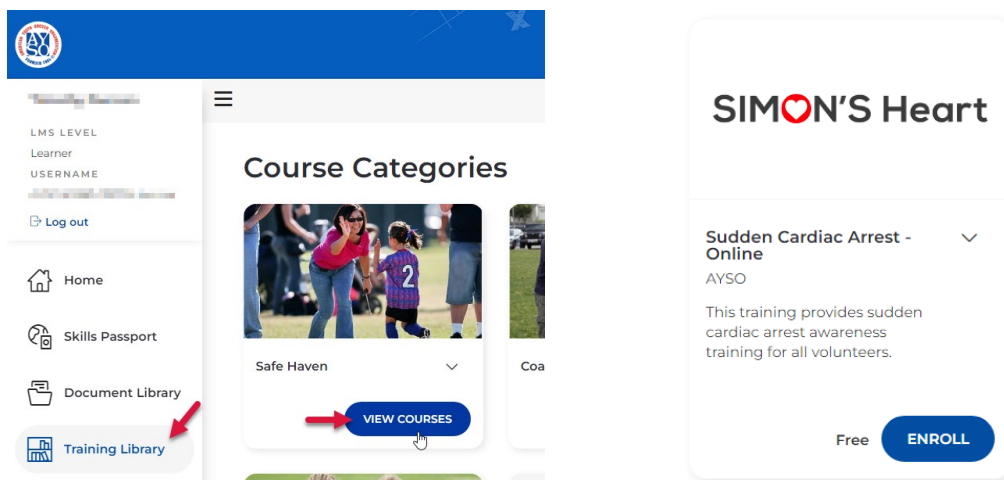 AYSO
LMS LEVEL
Learner
USERNAME
Log out
Home
Skills Passport
Document Library
Training Library
Course Categories
2
Safe Haven
VIEW COURSES
Coa
SIMON'S Heart
Sudden Cardiac Arrest -
Online
AYSO
This training provides sudden
cardiac arrest awareness
training for all volunteers.
Free
ENROLL